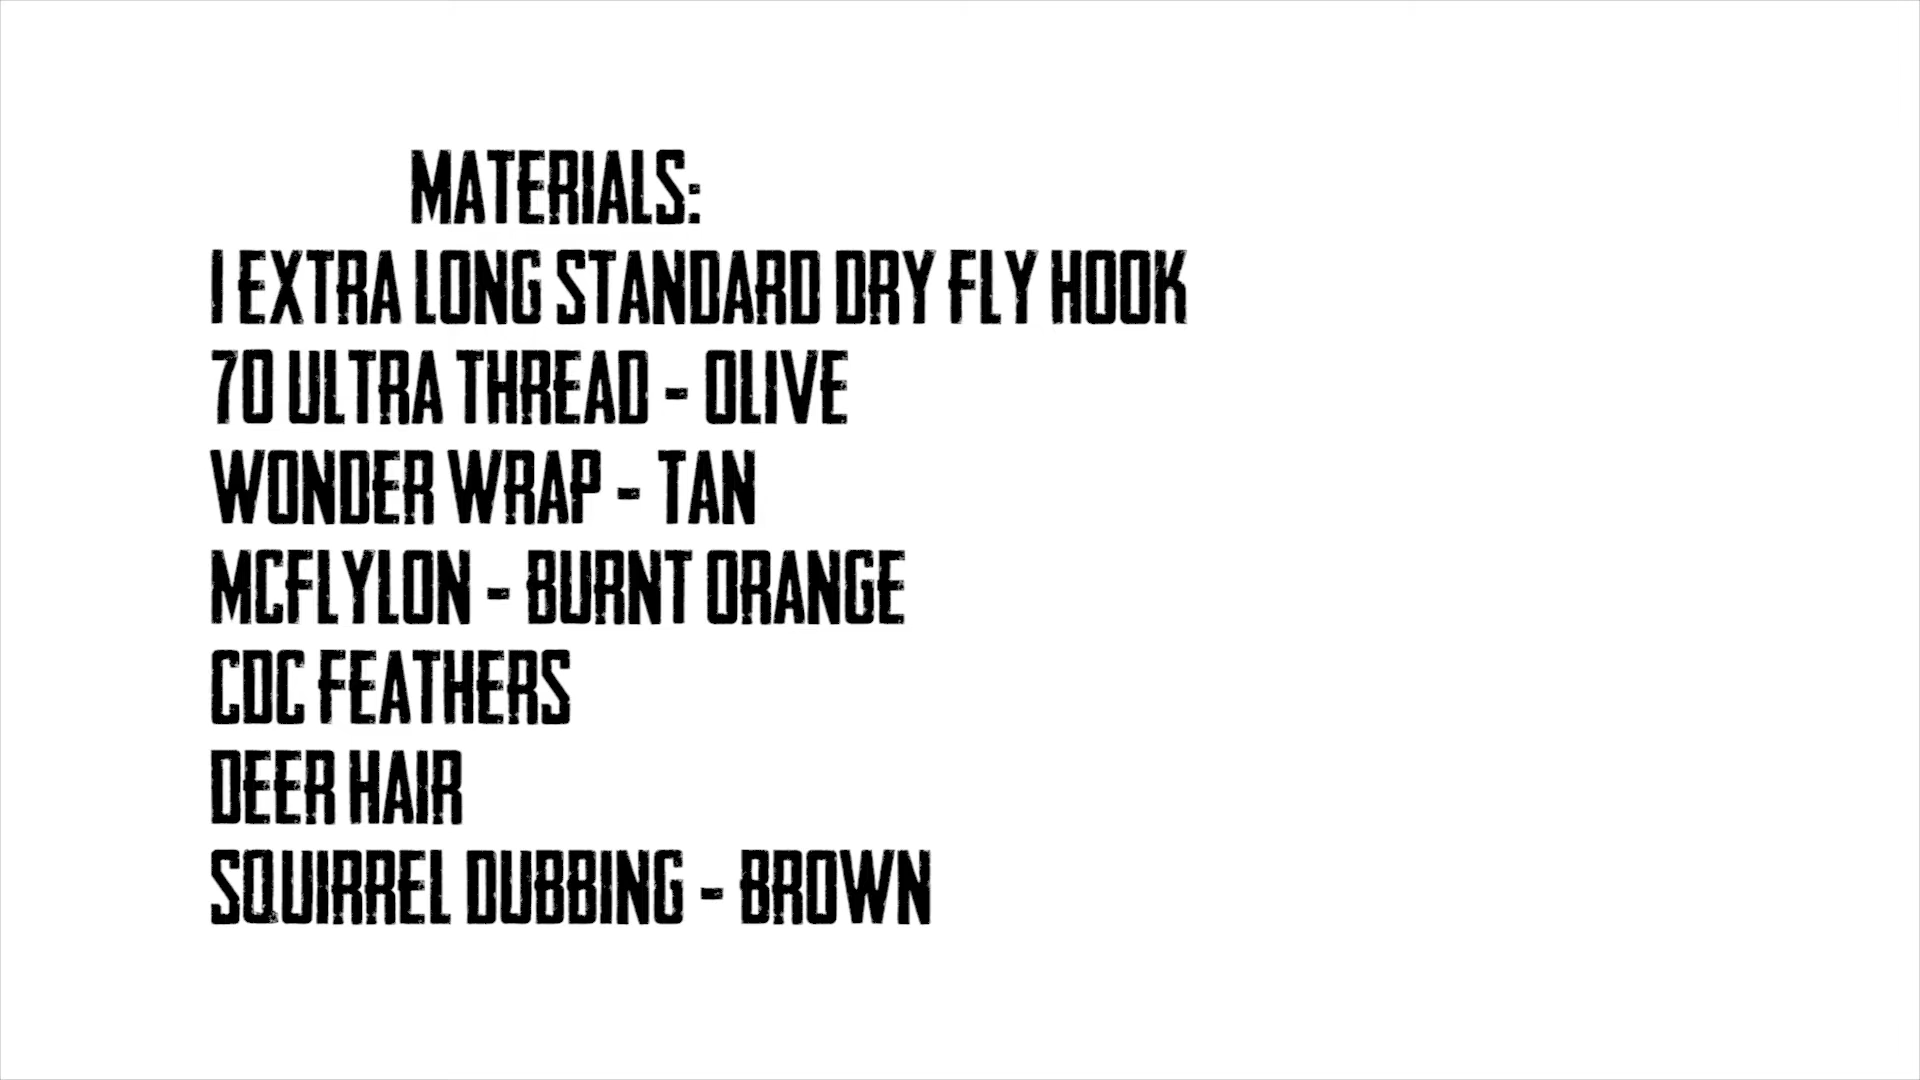 MATERIALS:
1 EXTRA LONG STANDARD DRY FLY HOOK
70 ULTRA THREAD - OLIVE
WONDER WRAP - TAN
MCFLYLON - BURNT ORANGE
CDC FEATHERS
DEER HAIR
SQUIRREL DUBBING - BROWN